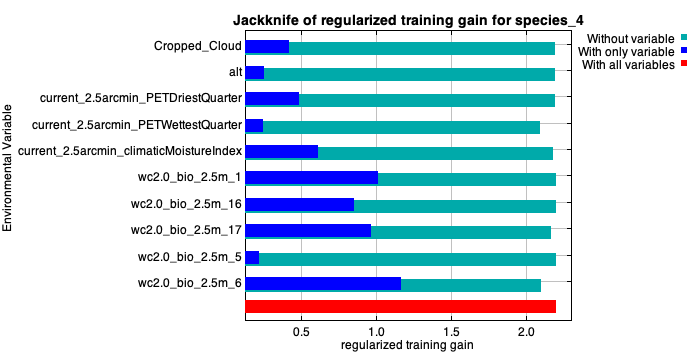 Jackknife of regularized training gain for species_4
Without variable
With only variable
With all variables
Environmental Variable
Cropped_Cloud
alt
current_2.5arcmin_PETDriestQuarter
current_2.5arcmin_PETWettestQuarter
current_2.5arcmin_climaticMoistureIndex
wc2.0_bio_2.5m_1
wc2.0_bio_2.5m_16
wc2.0_bio_2.5m_17
wc2.0_bio_2.5m_5
wc2.0_bio_2.5m_6
0.5 1.0 1.5 2.0
regularized training gain